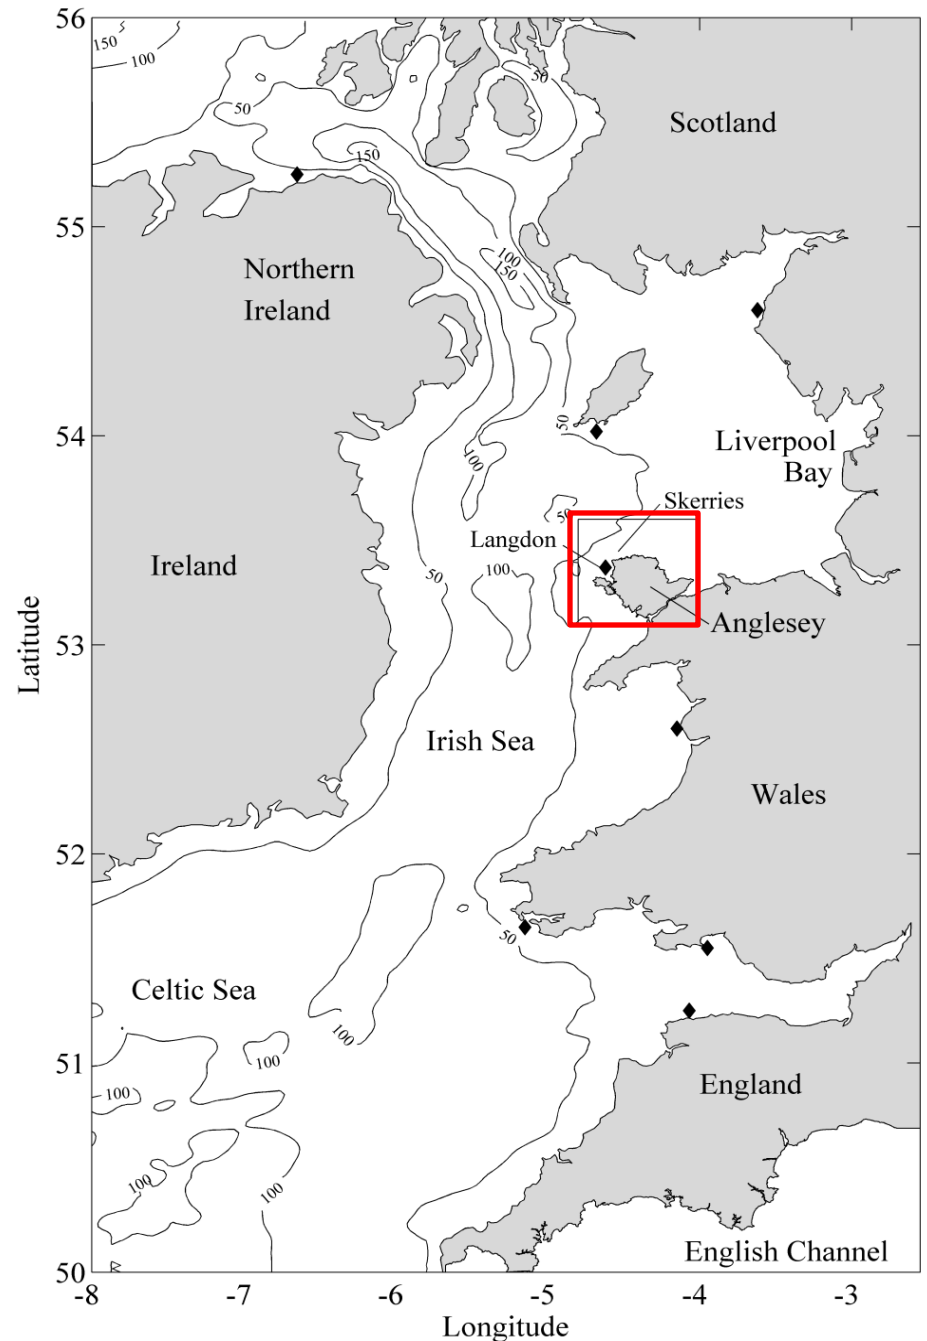 56
150
100
50
50
Scotland
150
55
Northern
Ireland
100
150
54
50
Liverpool
Bay
100
Skerries
50
Langdon
Ireland
50
100
Anglesey
53
Latitude
Irish Sea
Wales
52
50
Celtic Sea
100
100
51
100
England
100
100
English Channel
50
-8
-7
-6
-5
-4
-3
Longitude